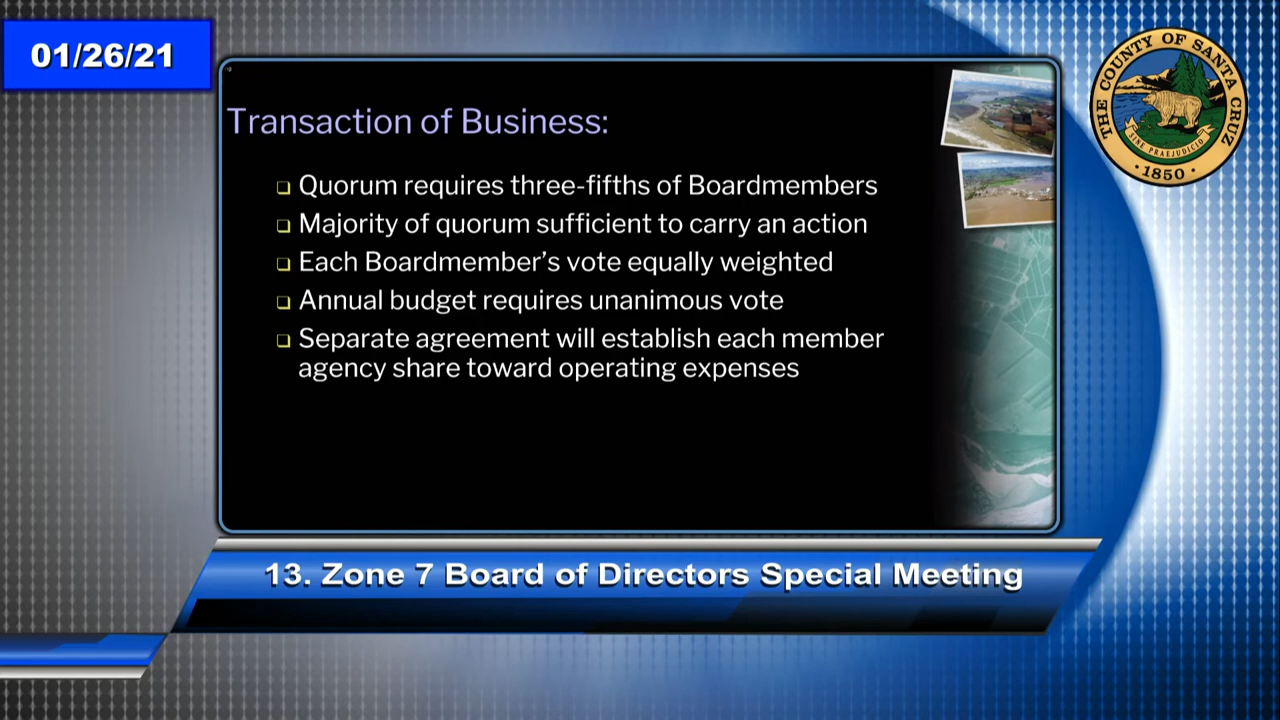 01/26/21
Transaction of Business:
Quorum requires three-fifths of Boardmembers
Majority of quorum sufficient to carry an action
Each Boardmember's vote equally weighted
Annual budget requires unanimous vote
Separate agreement will establish each member
agency share toward operating expenses
THE COUNTY OF SANTA CRUZ
SINE PRAEJUDICIO
• 1850 •
13. Zone 7 Board of Directors Special Meeting